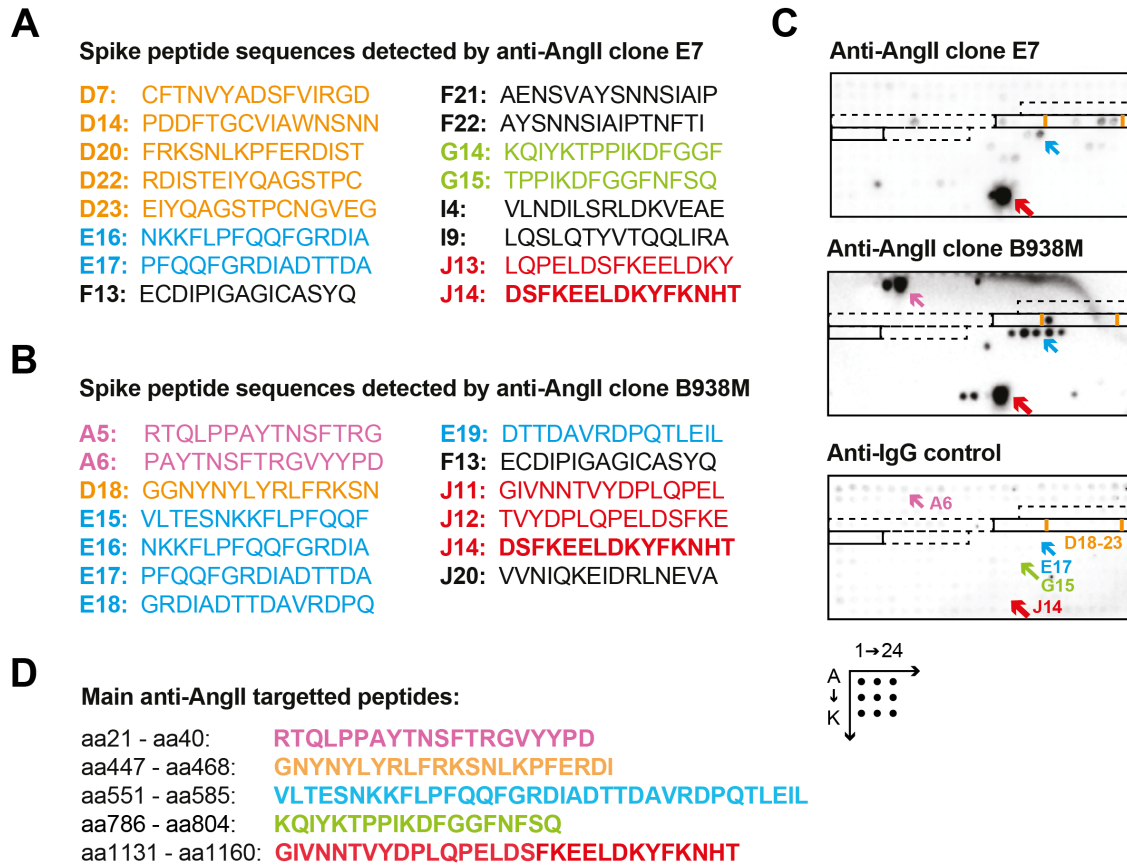 A
Spike peptide sequences detected by anti-AngII clone E7
D7: CFTNVYADSFVIRGD
D14: PDDFTGCVIAWNSNN
D20: FRKSNLKPFERDIST
D22: RDISTEIYQAGSTPC
D23: EIYQAGSTPCNGVEG
E16: NKKFLPFQQFGRDIA
E17: PFQQFGRDIADTTDA
F13: ECDIPIGAGICASYQ
F21: AENSVAYSNNSIAIP
F22: AYSNNSIAIPTNFTI
G14: KQIYKTPPIKDFGGF
G15: TPPIKDFGGFNFSQ
I4: VLNDILSRLDKVEAE
I9: LQSLQTYVTQQLIRA
J13: LQPELDSFKEELDKY
J14: DSFKEELDKYFKNHT
B
Spike peptide sequences detected by anti-AngII clone B938M
A5: RTQLPPAYTNSFTRG
A6: PAYTNSFTRGVYYPD
D18: GGNYNYLYRLFRKSN
E15: VLTESNKKFLPFQQF
E16: NKKFLPFQQFGRDIA
E17: PFQQFGRDIADTTDA
E18: GRDIADTTDAVRDPQ
E19: DTTDAVRDPQTLEIL
F13: ECDIPIGAGICASYQ
J11: GIVNNTVYDPLQPEL
J12: TVYDPLQPELDSFKE
J14: DSFKEELDKYFKNHT
J20: VVNIQKEIDRLNEVA
C
Anti-AngII clone E7
Anti-AngII clone B938M
Anti-IgG control
A6
D18-23
E17
G15
J14
1→24
A
↓
K
D
Main anti-AngII targetted peptides:
aa21 - aa40: RTQLPPAYTNSFTRGVYYPD
aa447 - aa468: GNYNYLYRLFRKSNLKPFERDI
aa551 - aa585: VLTESNKKFLPFQQFGRDIADTTDAVRDPQTLEIL
aa786 - aa804: KQIYKTPPIKDFGGFNFSQ
aa1131 - aa1160: GIVNNTVYDPLQPELDSFKEELDKYFKNHT